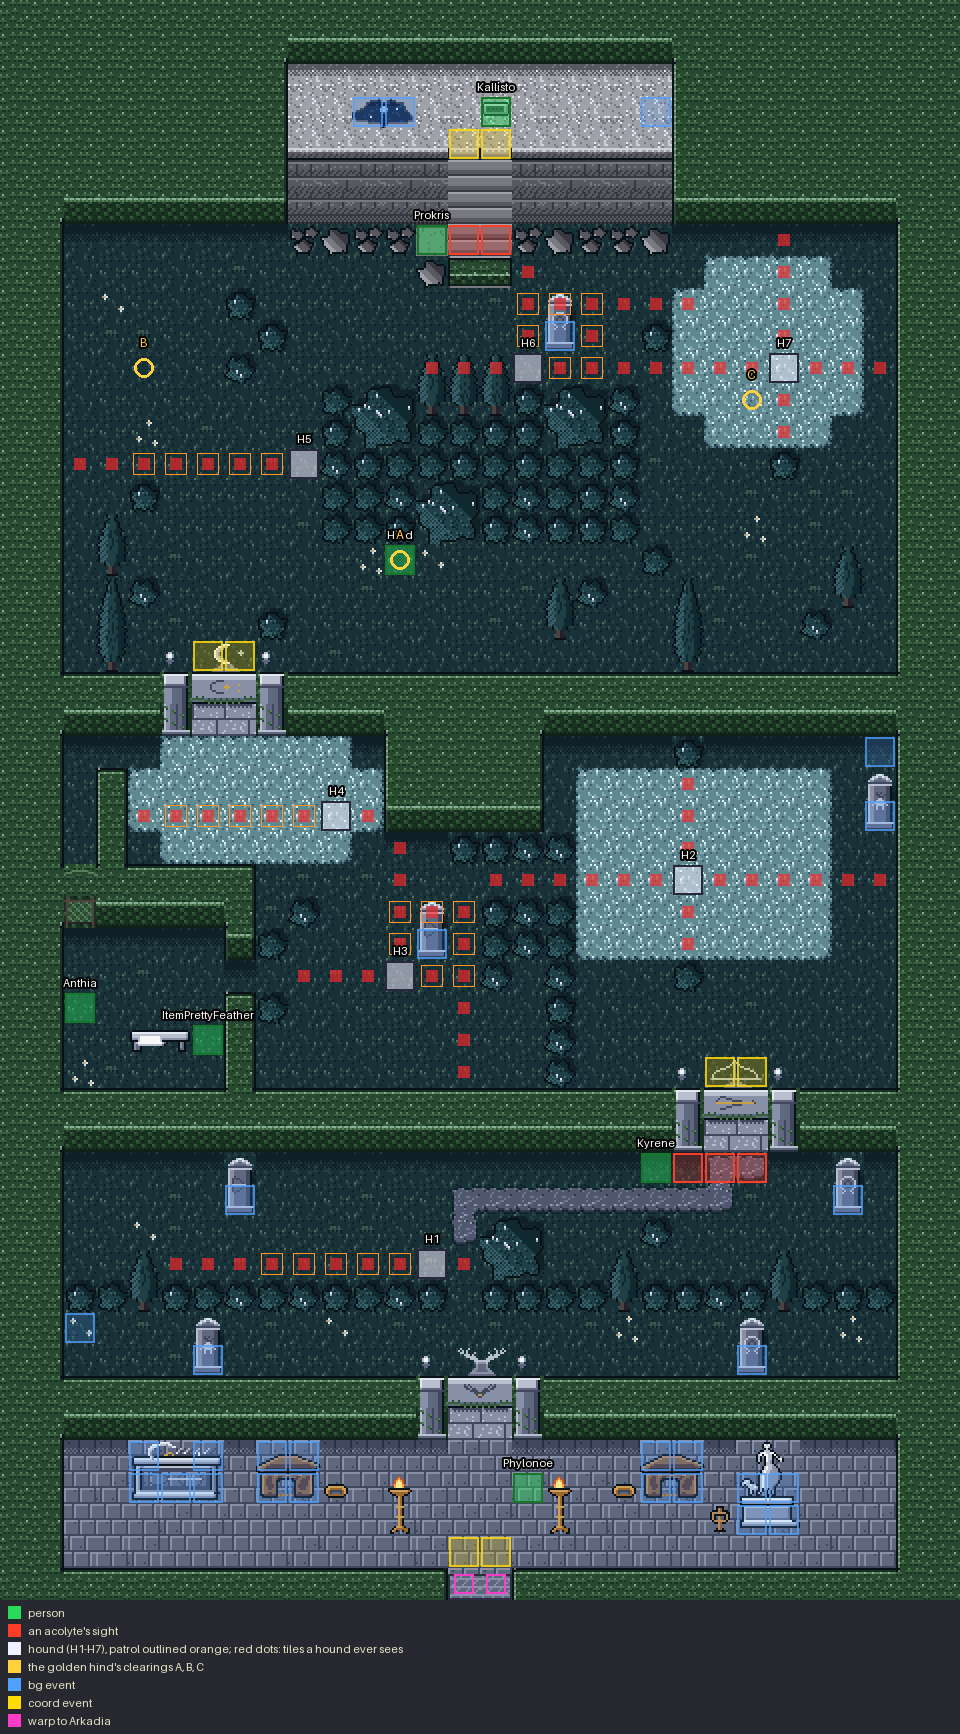 Kallisto
Prokris
B
H6
H7
C
H5
HAd
H4
H2
H3
Anthia
ItemPrettyFeather
Kyrene
H1
Phylonoe
person
an acolyte's sight
hound (H1-H7), patrol outlined orange; red dots: tiles a hound ever sees
the golden hind's clearings A, B, C
bg event
coord event
warp to Arkadia